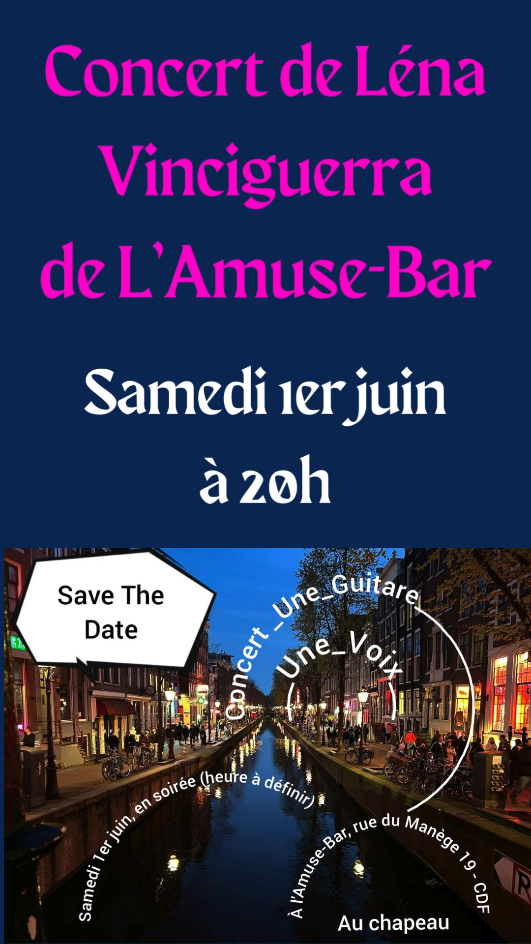 Concert de Léna
Vinciguerra
de L'Amuse-Bar
Samedi 1er juin
à 20h
Save The
Date
Concert_Une_Guitare_
_Une_Voix_
Samedi 1er juin, en soirée (heure à définir)
À l'Amuse-Bar, rue du Manège 19 - CDF
Au chapeau